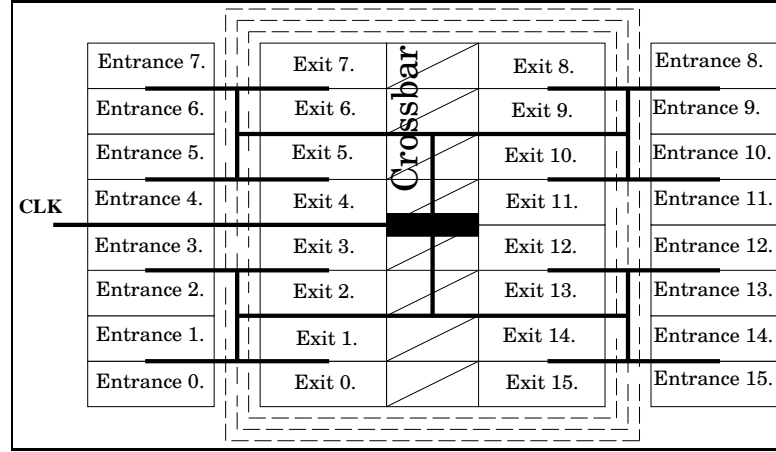 Entrance 7.
Exit 7.
Crossbar
Exit 8.
Entrance 8.
Entrance 6.
Exit 6.
Exit 9.
Entrance 9.
Entrance 5.
Exit 5.
Exit 10.
Entrance 10.
CLK
Entrance 4.
Exit 4.
Exit 11.
Entrance 11.
Entrance 3.
Exit 3.
Exit 12.
Entrance 12.
Entrance 2.
Exit 2.
Exit 13.
Entrance 13.
Entrance 1.
Exit 1.
Exit 14.
Entrance 14.
Entrance 0.
Exit 0.
Exit 15.
Entrance 15.